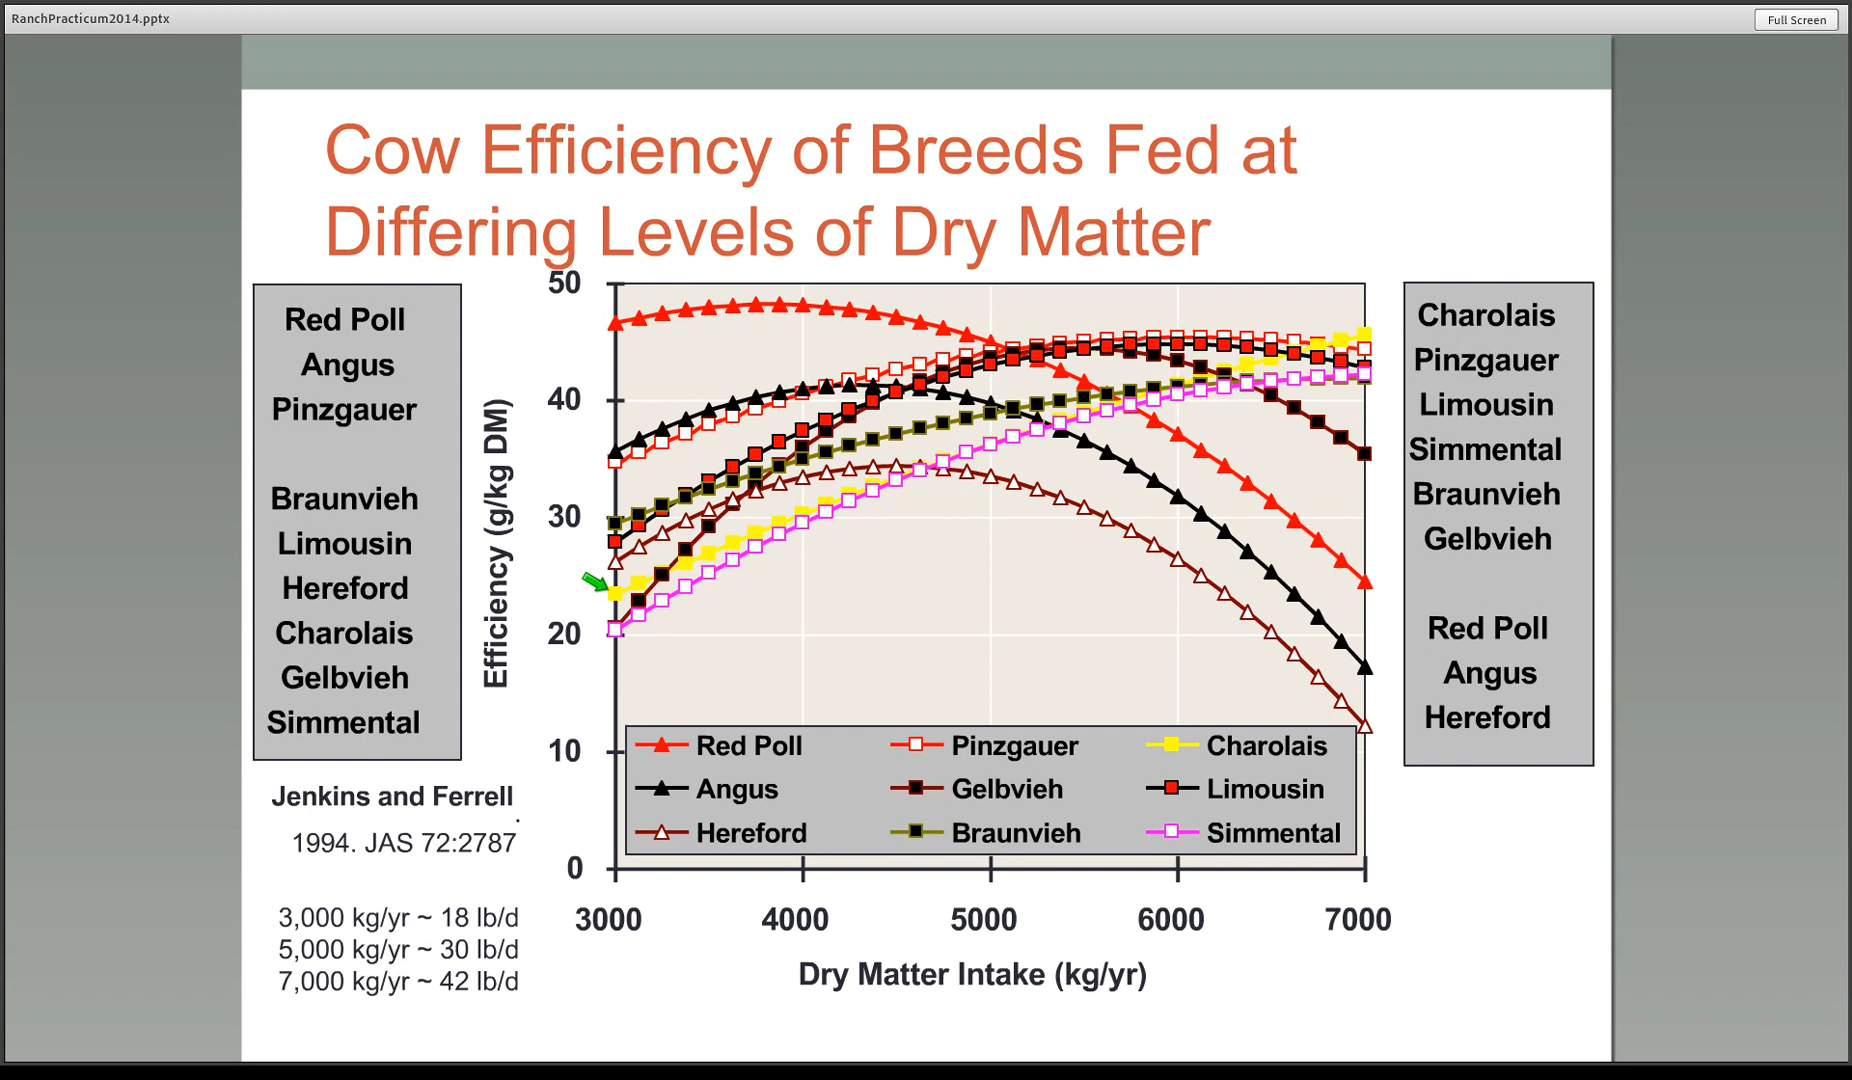 RanchPracticum2014.pptx
Full Screen
Cow Efficiency of Breeds Fed at
Differing Levels of Dry Matter
Red Poll
Angus
Pinzgauer
Braunvieh
Limousin
Hereford
Charolais
Gelbvieh
Simmental
Jenkins and Ferrell
.
1994. JAS 72:2787
3,000 kg/yr ~ 18 lb/d
5,000 kg/yr ~ 30 lb/d
7,000 kg/yr ~ 42 lb/d
Efficiency (g/kg DM)
50
40
30
20
10
0
Red Poll Pinzgauer Charolais
Angus Gelbvieh Limousin
Hereford Braunvieh Simmental
3000 4000 5000 6000 7000
Dry Matter Intake (kg/yr)
Charolais
Pinzgauer
Limousin
Simmental
Braunvieh
Gelbvieh
Red Poll
Angus
Hereford